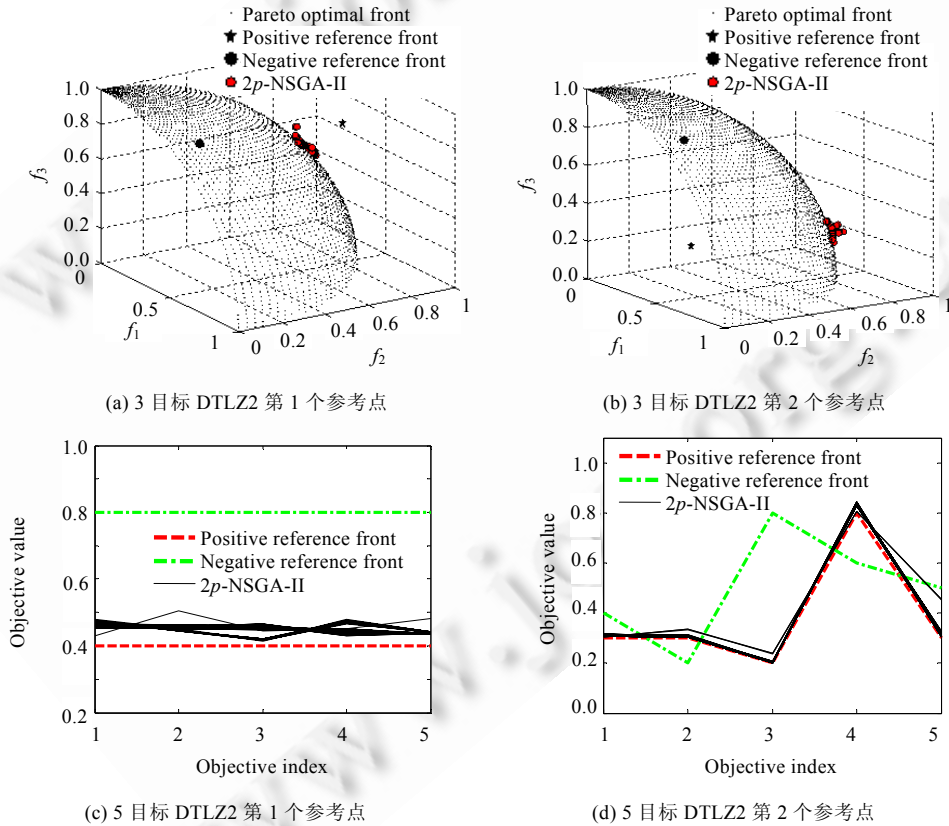 Pareto optimal front
Positive reference front
Negative reference front
2p-NSGA-II
f3
1.0
0.8
0.6
0.4
0.2
0.0
0
0.5
1
f1
0 0.2 0.4 0.6 0.8 1
f2
(a) 3 目标 DTLZ2 第 1 个参考点
Pareto optimal front
Positive reference front
Negative reference front
2p-NSGA-II
f3
1.0
0.8
0.6
0.4
0.2
0.0
0
0.5
1
f1
0 0.2 0.4 0.6 0.8 1
f2
(b) 3 目标 DTLZ2 第 2 个参考点
Objective value
1.0
0.8
0.6
0.4
0.2
Positive reference front
Negative reference front
2p-NSGA-II
1 2 3 4 5
Objective index
(c) 5 目标 DTLZ2 第 1 个参考点
Objective value
1.0
0.8
0.6
0.4
0.2
0.0
Positive reference front
Negative reference front
2p-NSGA-II
1 2 3 4 5
Objective index
(d) 5 目标 DTLZ2 第 2 个参考点